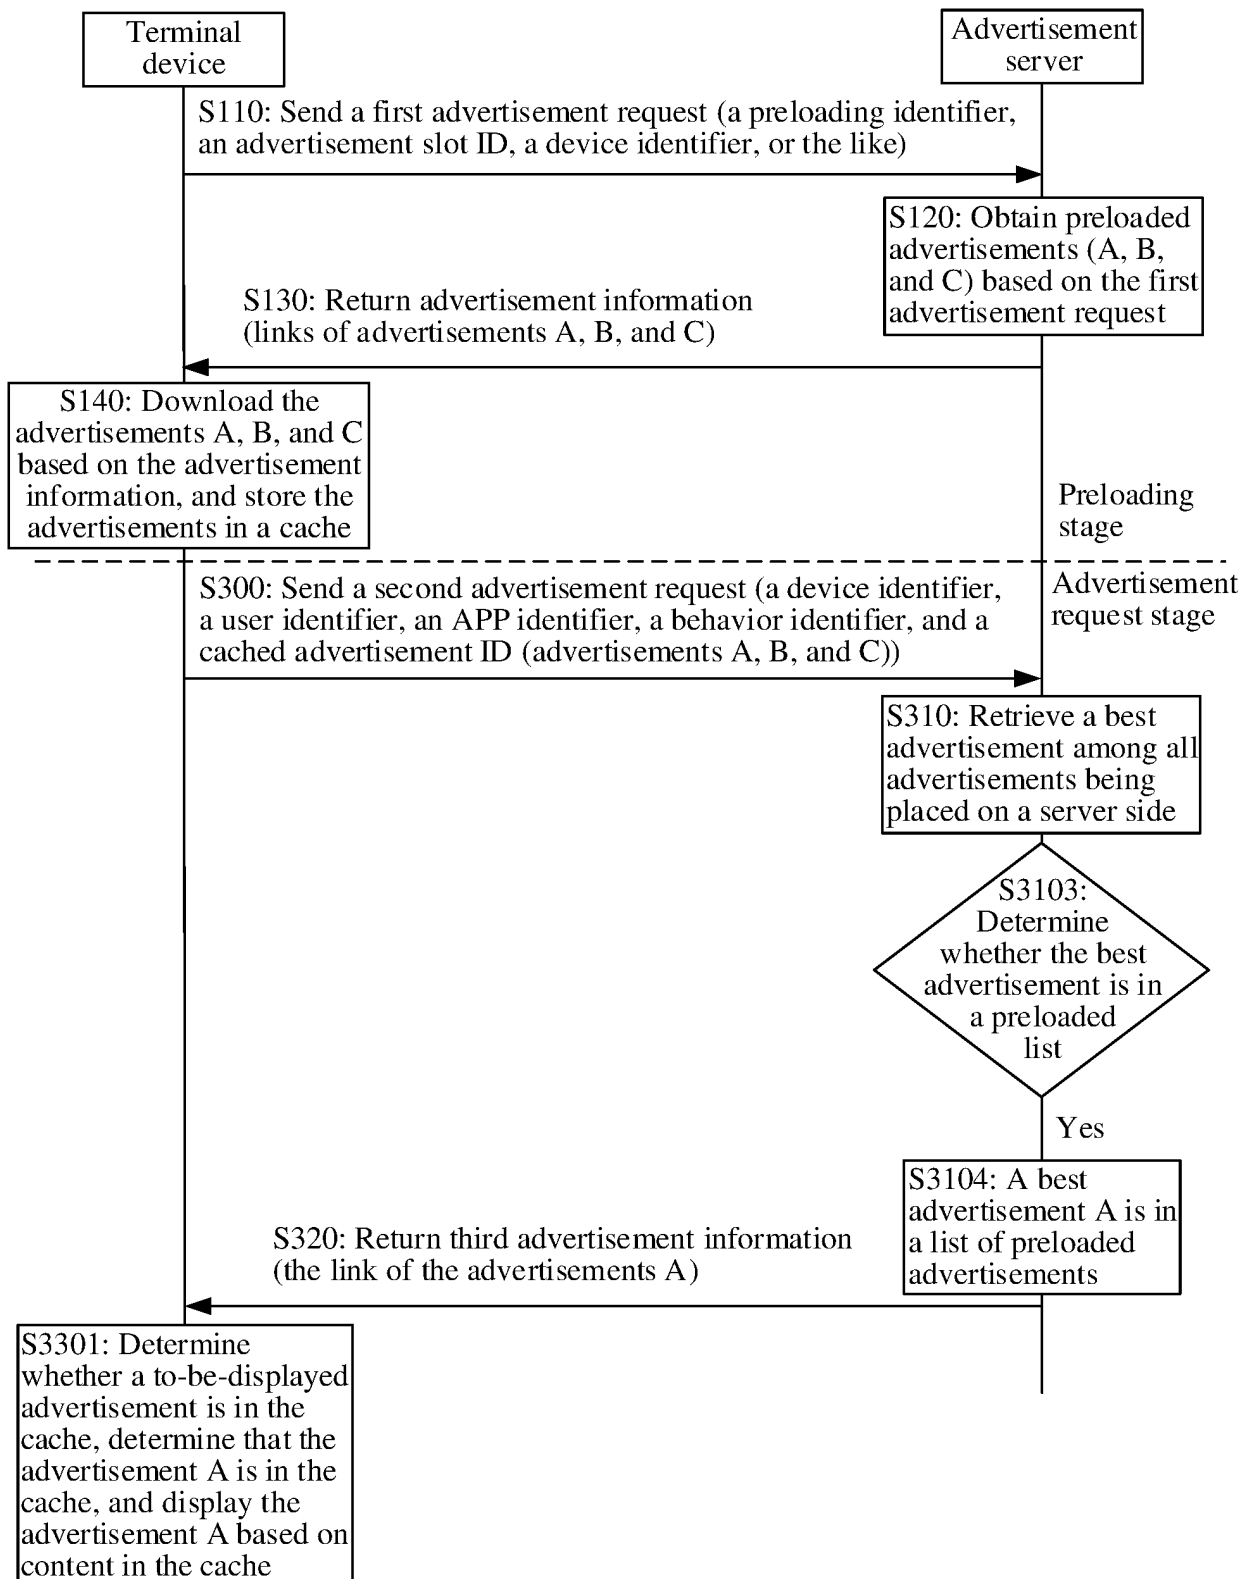 Terminal
device
Advertisement
server
S110: Send a first advertisement request (a preloading identifier,
an advertisement slot ID, a device identifier, or the like)
S120: Obtain preloaded
advertisements (A, B,
and C) based on the first
advertisement request
S130: Return advertisement information
(links of advertisements A, B, and C)
S140: Download the
advertisements A, B, and C
based on the advertisement
information, and store the
advertisements in a cache
Preloading
stage
Advertisement
request stage
S300: Send a second advertisement request (a device identifier,
a user identifier, an APP identifier, a behavior identifier, and a
cached advertisement ID (advertisements A, B, and C))
S310: Retrieve a best
advertisement among all
advertisements being
placed on a server side
S3103:
Determine
whether the best
advertisement is in
a preloaded
list
Yes
S3104: A best
advertisement A is in
a list of preloaded
advertisements
S320: Return third advertisement information
(the link of the advertisements A)
S3301: Determine
whether a to-be-displayed
advertisement is in the
cache, determine that the
advertisement A is in the
cache, and display the
advertisement A based on
content in the cache